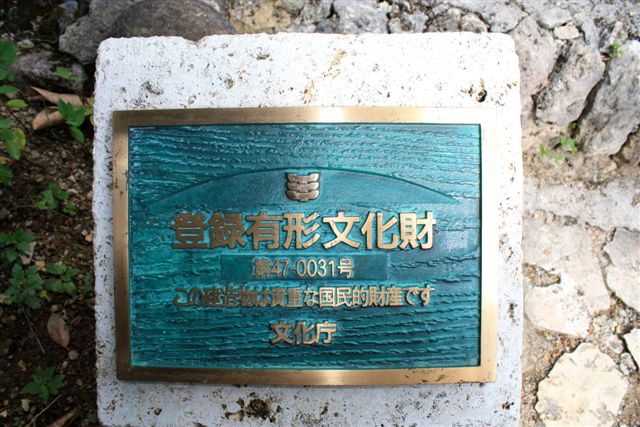 登録有形文化財
第47-0031号
この建造物は貴重な国民的財産です
文化庁